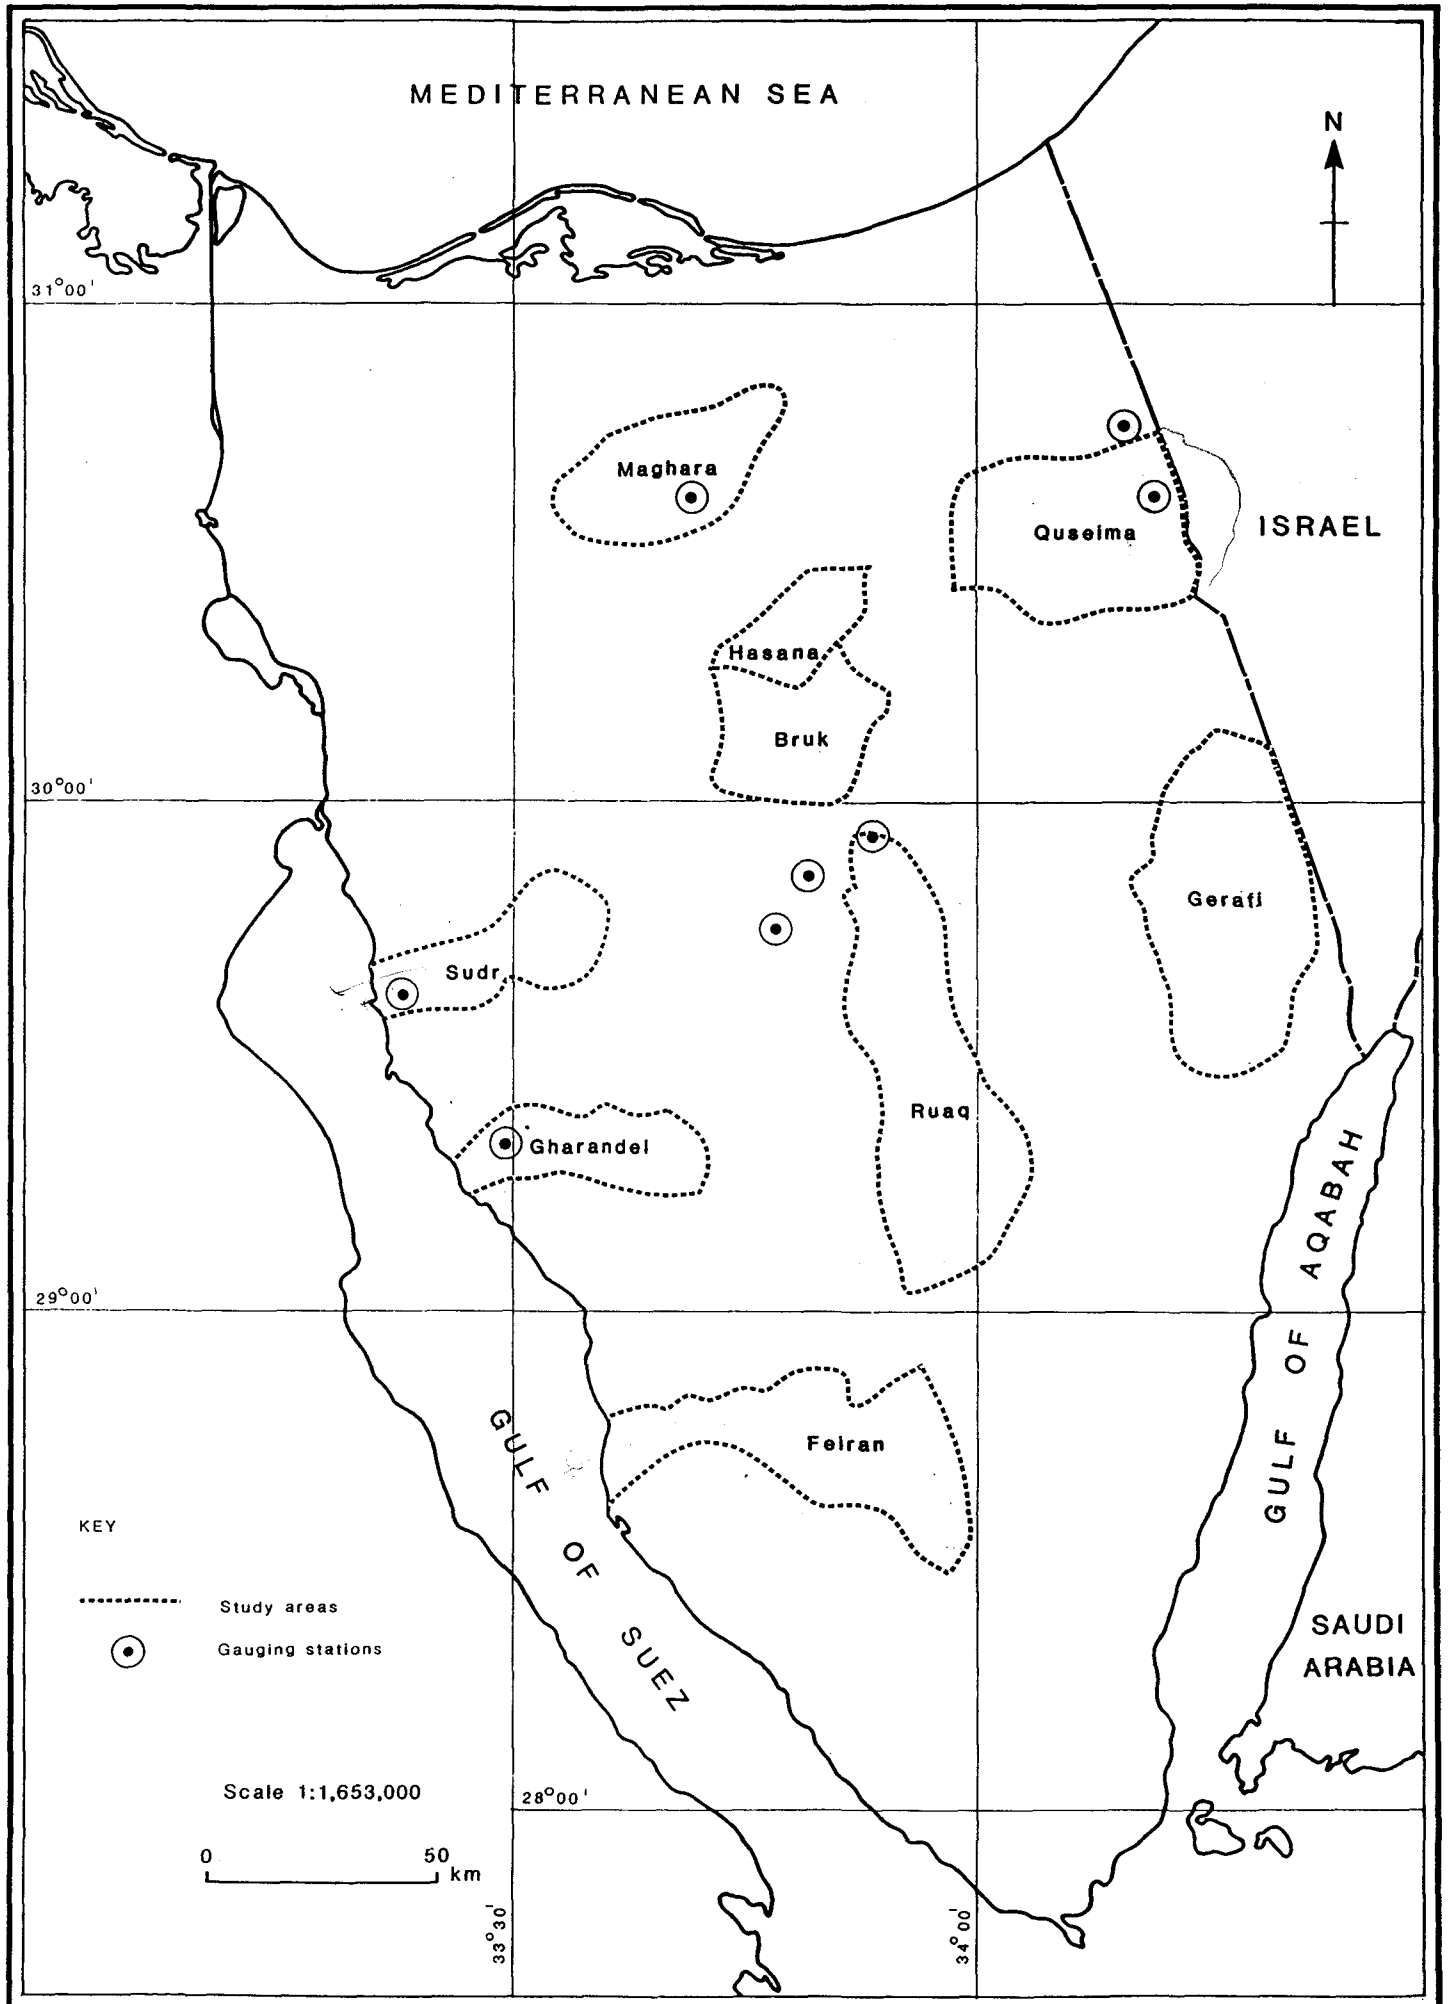 MEDITERRANEAN SEA
N
31°00'
Maghara
Quseima
ISRAEL
Hasana
Bruk
30°00'
Gerafi
Sudr
Ruaq
Gharandel
GULF OF AQABAH
29°00'
Feiran
GULF OF SUEZ
KEY
Study areas
Gauging stations
SAUDI
ARABIA
Scale 1:1,653,000
28°00'
0 50
km
33°30'
34°00'